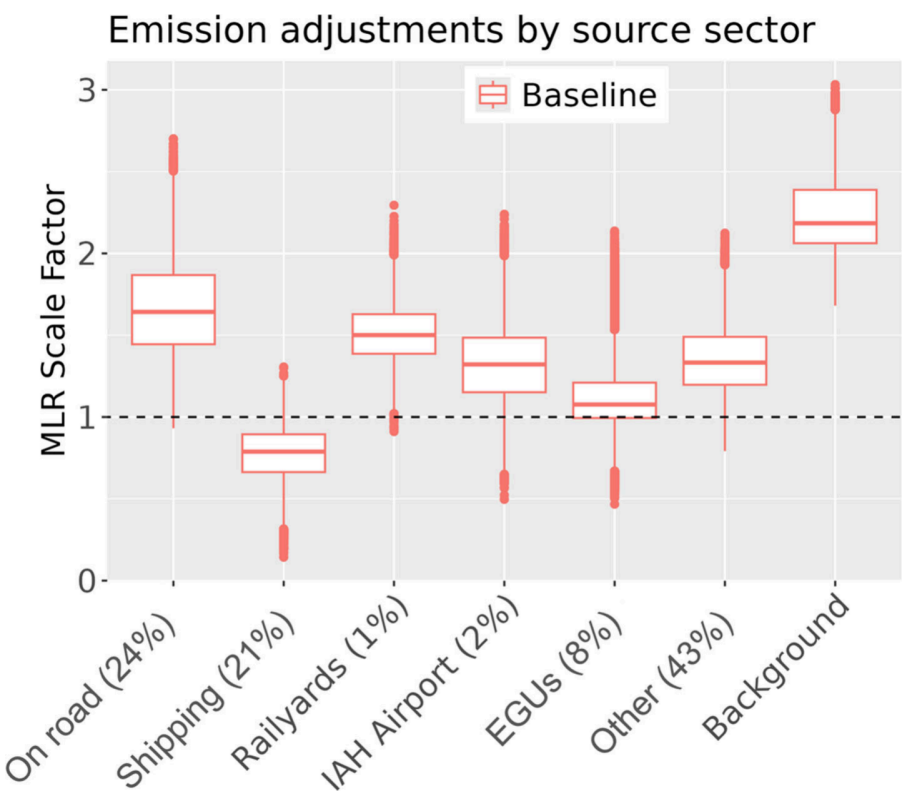 Emission adjustments by source sector
Baseline
MLR Scale Factor
3
2
1
0
On road (24%)
Shipping (21%)
Railyards (1%)
IAH Airport (2%)
EGUs (8%)
Other (43%)
Background